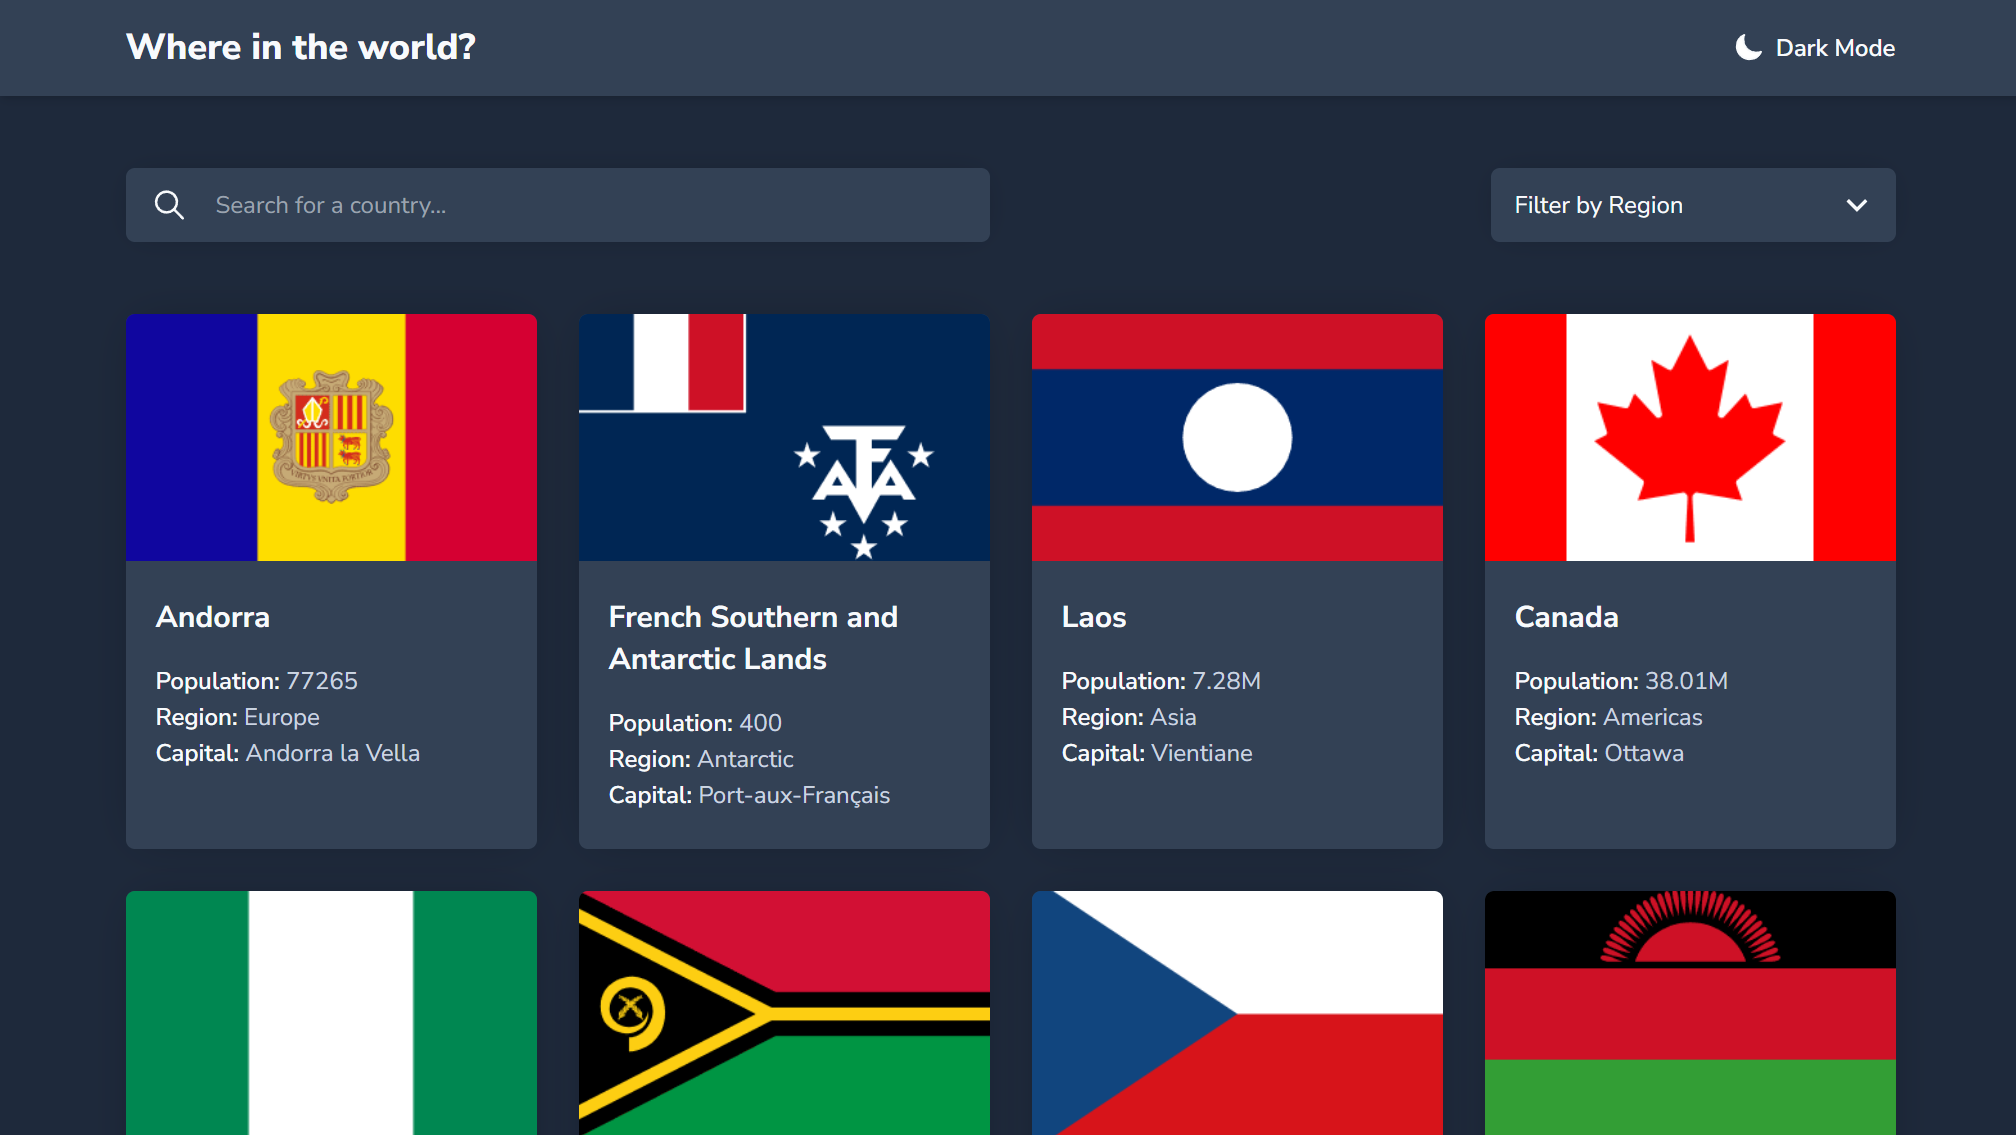 Where in the world?
Dark Mode
Search for a country...
Filter by Region
Andorra
Population: 77265
Region: Europe
Capital: Andorra la Vella
French Southern and
Antarctic Lands
Population: 400
Region: Antarctic
Capital: Port-aux-Français
Laos
Population: 7.28M
Region: Asia
Capital: Vientiane
Canada
Population: 38.01M
Region: Americas
Capital: Ottawa